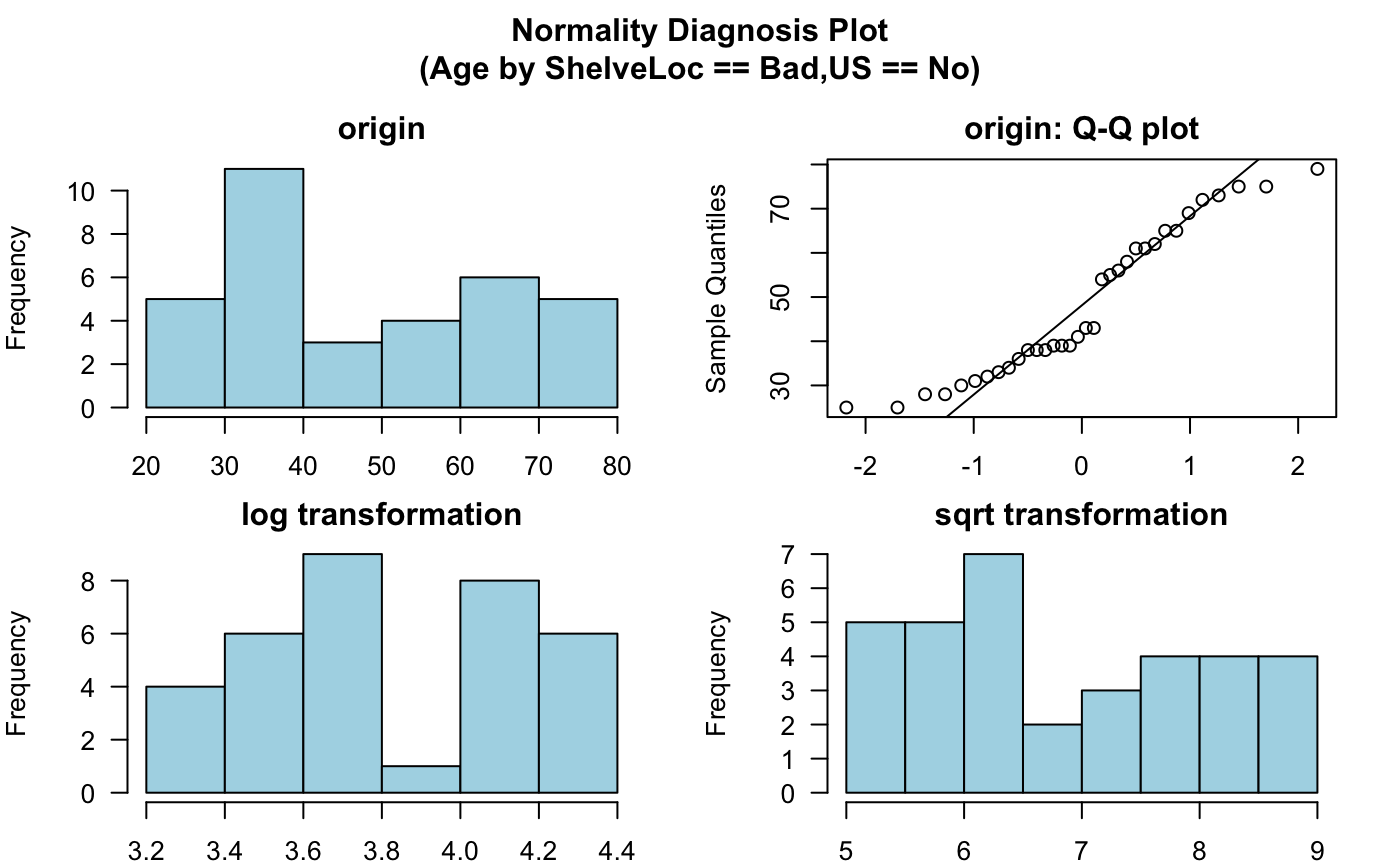 Normality Diagnosis Plot
(Age by ShelveLoc == Bad,US == No)
origin
Frequency
10
8
6
4
2
0
20 30 40 50 60 70 80
origin: Q-Q plot
Sample Quantiles
70
50
30
-2 -1 0 1 2
log transformation
Frequency
8
6
4
2
0
3.2 3.4 3.6 3.8 4.0 4.2 4.4
sqrt transformation
Frequency
7
6
5
4
3
2
1
0
5 6 7 8 9